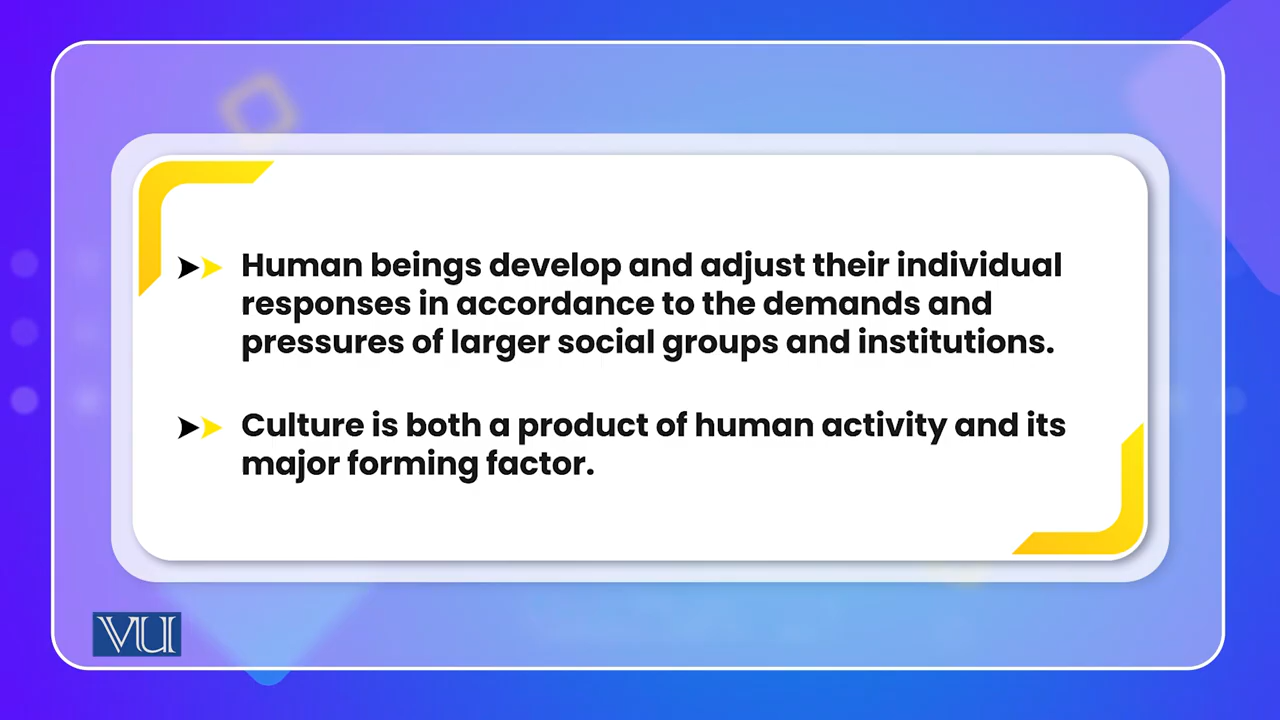 Human beings develop and adjust their individual
responses in accordance to the demands and
pressures of larger social groups and institutions.
Culture is both a product of human activity and its
major forming factor.
VU